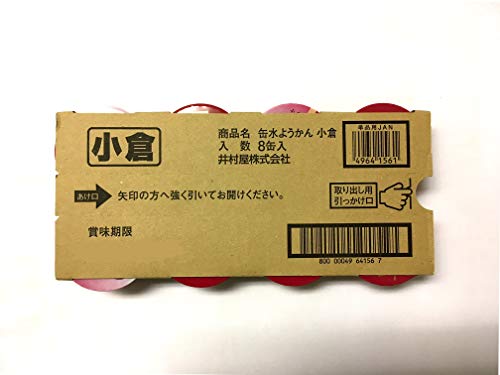 小倉
商品名 缶水ようかん 小倉
入 数 8缶入
井村屋株式会社
単品用JAN
4964 1561
あけ口
矢印の方へ強く引いてお開けください。
取り出し用
引っかけ口
賞味期限
800 00049 64156 7